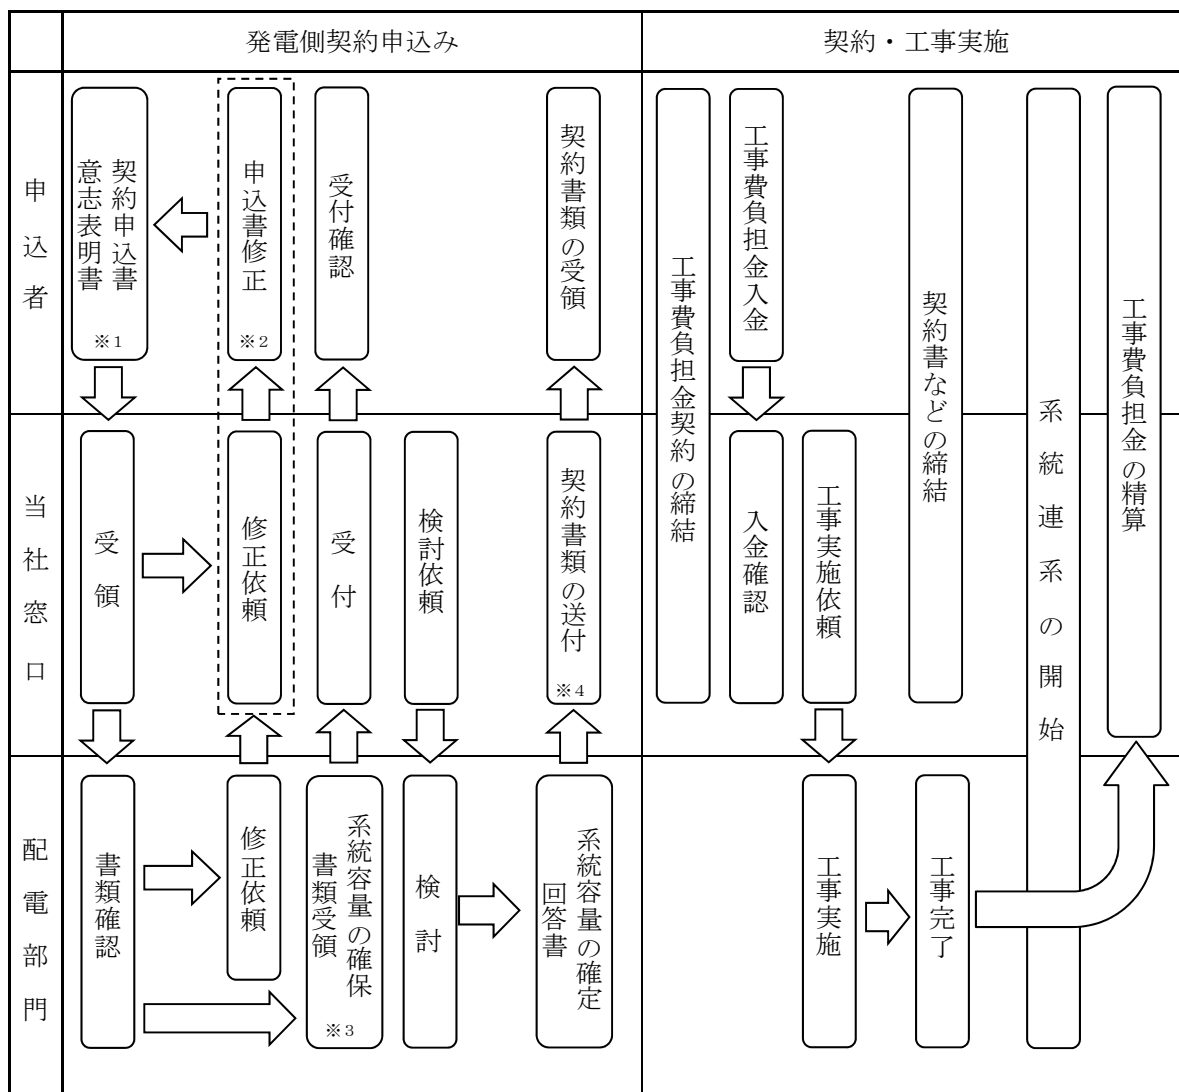 発電側契約申込み
契約・工事実施
申込者
契約申込書
意志表明書
※1
申込書修正
※2
受付確認
契約書類の受領
工事費負担金契約の締結
工事費負担金入金
契約書などの締結
系統連系の開始
工事費負担金の精算
当社窓口
受領
修正依頼
受付
検討依頼
契約書類の送付
※4
入金確認
工事実施依頼
配電部門
書類確認
修正依頼
系統容量の確保
書類受領
※3
検討
系統容量の確定
回答書
工事実施
工事完了